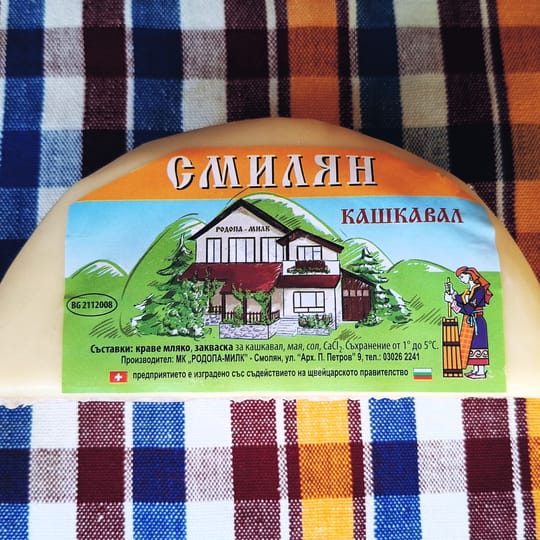 СМИЛЯН
КАШКАВАЛ
РОДОПА - МИЛК
BG 2112008
Съставки: краве мляко, закваска за кашкавал, мая, сол, CaCl₂. Съхранение от 1° до 5°C.
Производител: МК „РОДОПА-МИЛК" - Смолян, ул. “Арх. П. Петров” 9, тел.: 03026 2241
предприятието е изградено със съдействието на щвейцарското правителство